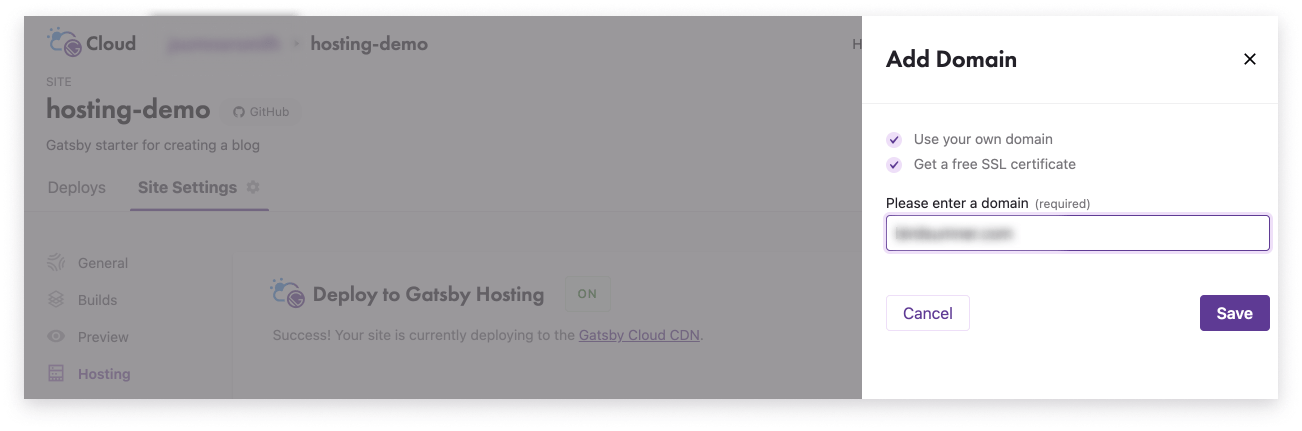 Cloud
hosting-demo
H
SITE
hosting-demo
GitHub
Gatsby starter for creating a blog
Deploys
Site Settings
General
Builds
Preview
Hosting
Deploy to Gatsby Hosting
ON
Success! Your site is currently deploying to the Gatsby Cloud CDN.
Add Domain
Use your own domain
Get a free SSL certificate
Please enter a domain (required)
Cancel
Save